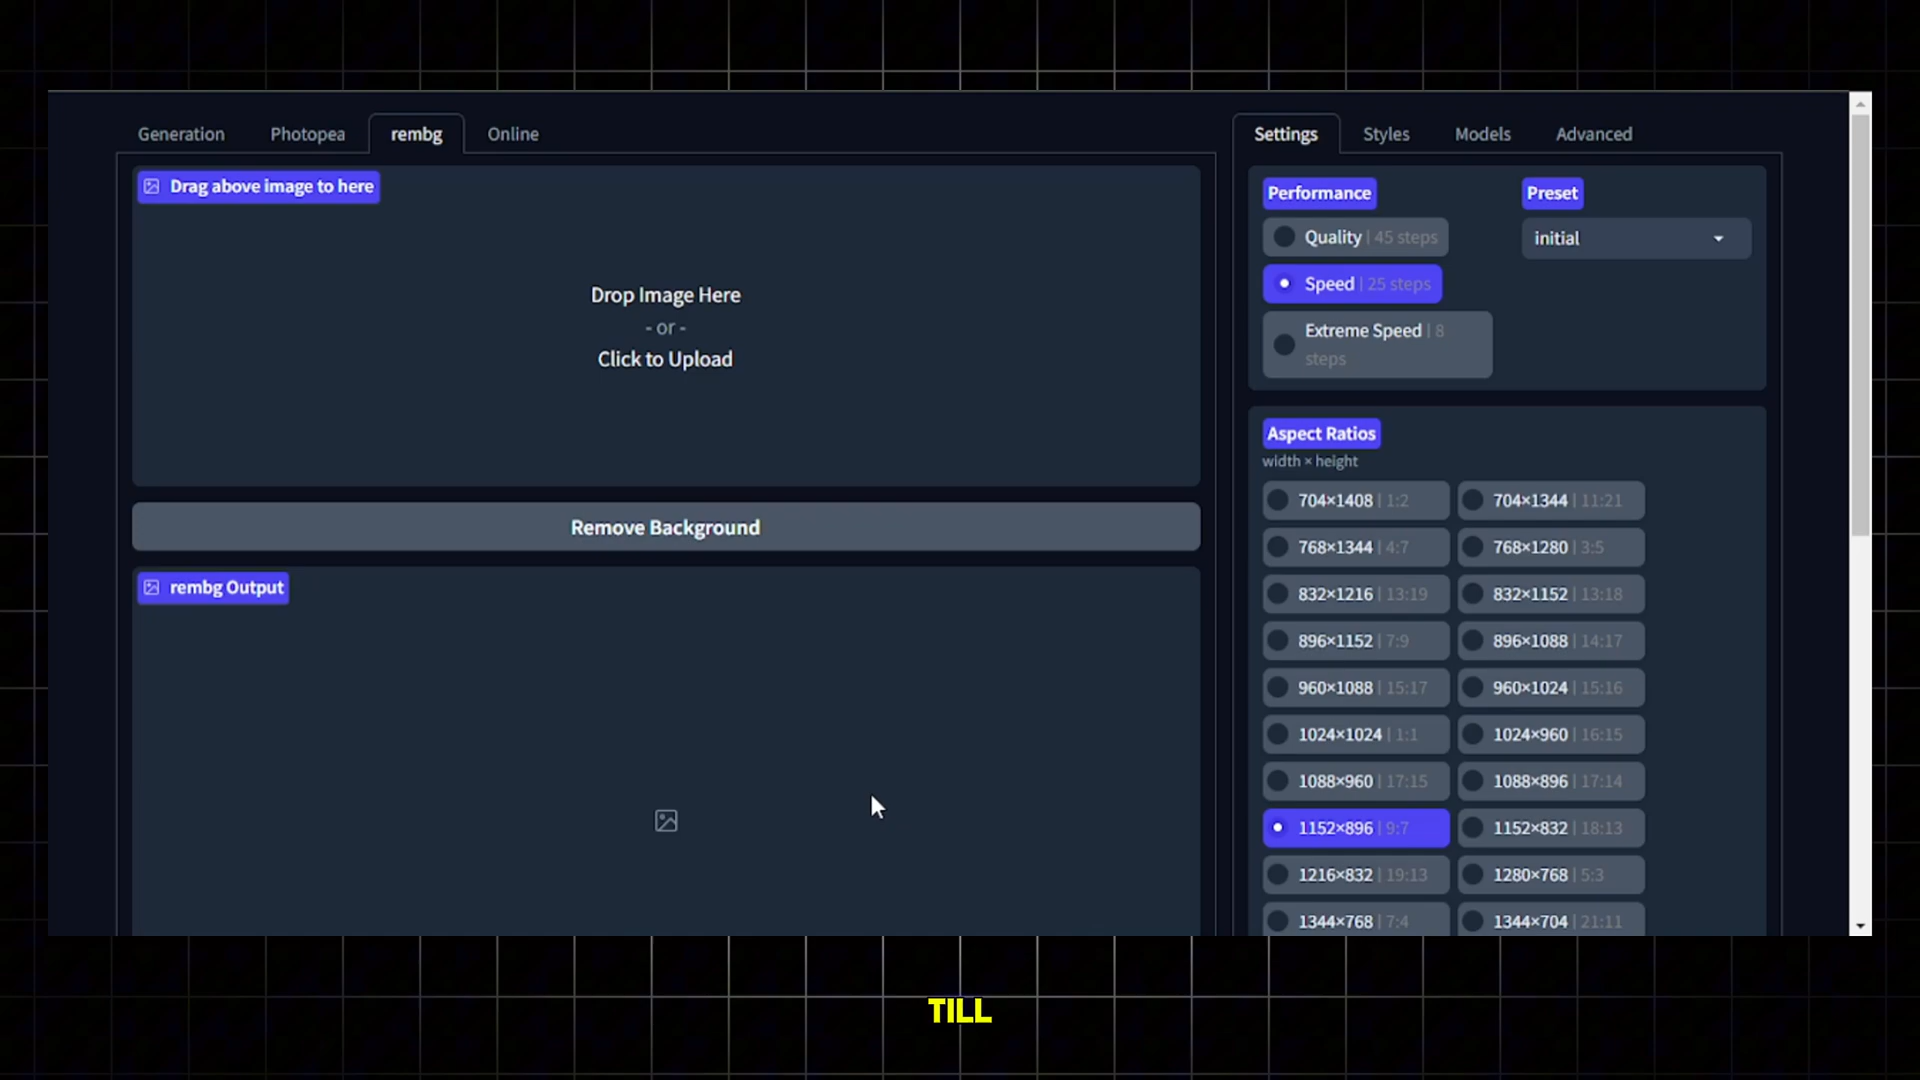 Generation Photopea rembg Online
Drag above image to here
Drop Image Here
- or -
Click to Upload
Remove Background
rembg Output
Settings Styles Models Advanced
Performance
Quality | 45 steps
Speed | 25 steps
Extreme Speed | 8
steps
Preset
initial
Aspect Ratios
width × height
704×1408 | 1:2 704×1344 | 11:21
768×1344 | 4:7 768×1280 | 3:5
832×1216 | 13:19 832×1152 | 13:18
896×1152 | 7:9 896×1088 | 14:17
960×1088 | 15:17 960×1024 | 15:16
1024×1024 | 1:1 1024×960 | 16:15
1088×960 | 17:15 1088×896 | 17:14
1152×896 | 9:7 1152×832 | 18:13
1216×832 | 19:13 1280×768 | 5:3
1344×768 | 7:4 1344×704 | 21:11
TILL